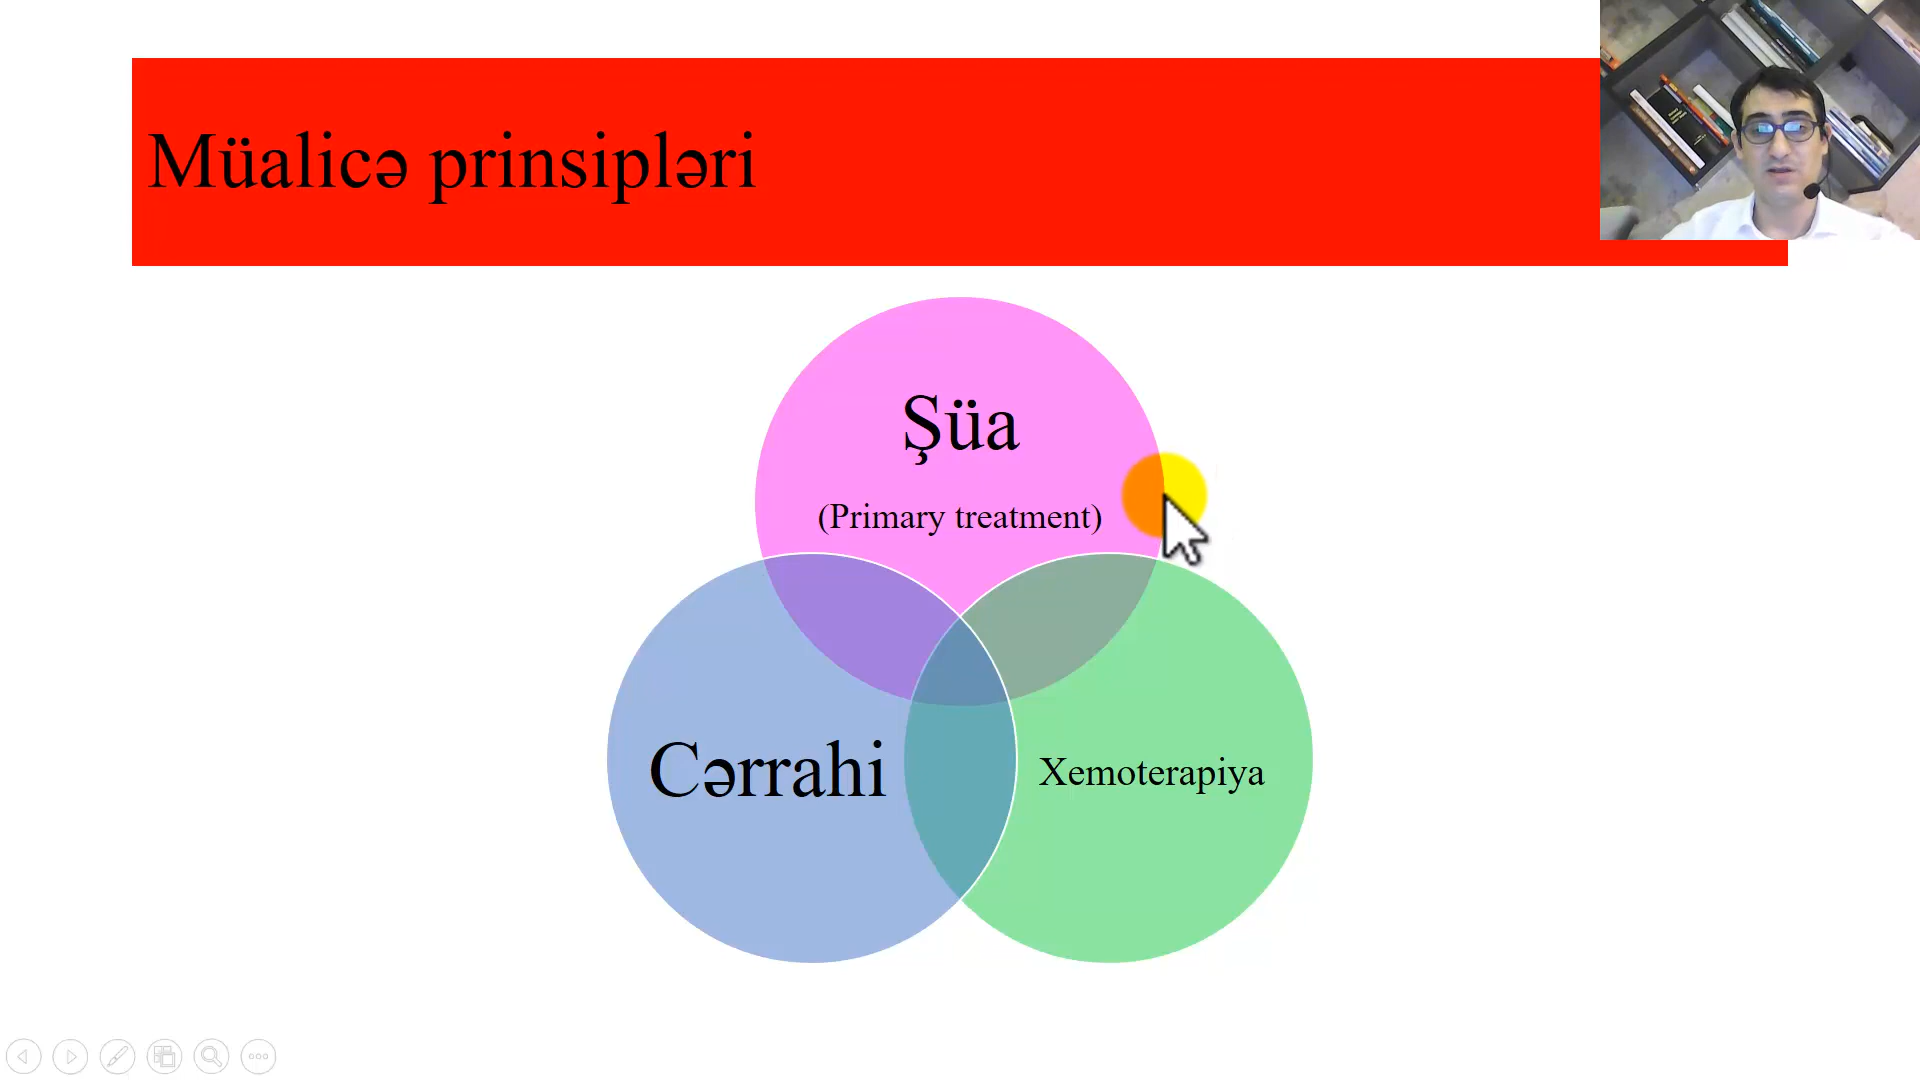 Müalicə prinsipləri
Şüa
(Primary treatment)
Cərrahi
Xemoterapiya